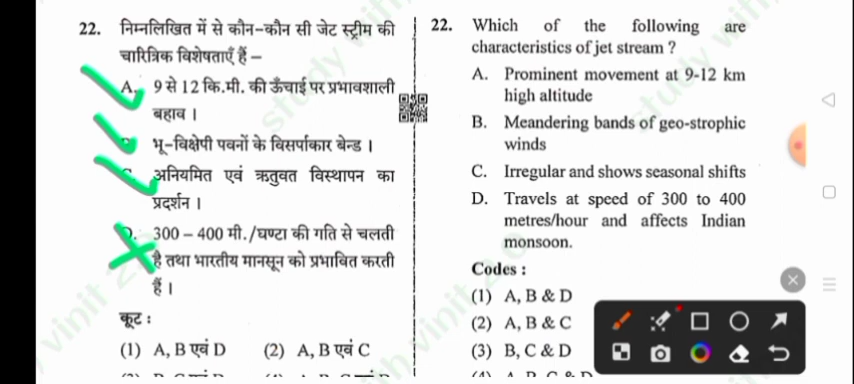 22. निम्नलिखित में से कौन-कौन सी जेट स्ट्रीम की
चारित्रिक विशेषताएँ हैं –
A. 9 से 12 कि.मी. की ऊँचाई पर प्रभावशाली
बहाव ।
भू-विक्षेपी पवनों के विसर्पाकार बेन्ड ।
अनियमित एवं ऋतुवत विस्थापन का
प्रदर्शन ।
D. 300 – 400 मी./घण्टा की गति से चलती
है तथा भारतीय मानसून को प्रभावित करती
हैं ।
कूट :
(1) A, B एवं D (2) A, B एवं C
22. Which of the following are
characteristics of jet stream ?
A. Prominent movement at 9-12 km
high altitude
B. Meandering bands of geo-strophic
winds
C. Irregular and shows seasonal shifts
D. Travels at speed of 300 to 400
metres/hour and affects Indian
monsoon.
Codes :
(1) A, B & D
(2) A, B & C
(3) B, C & D